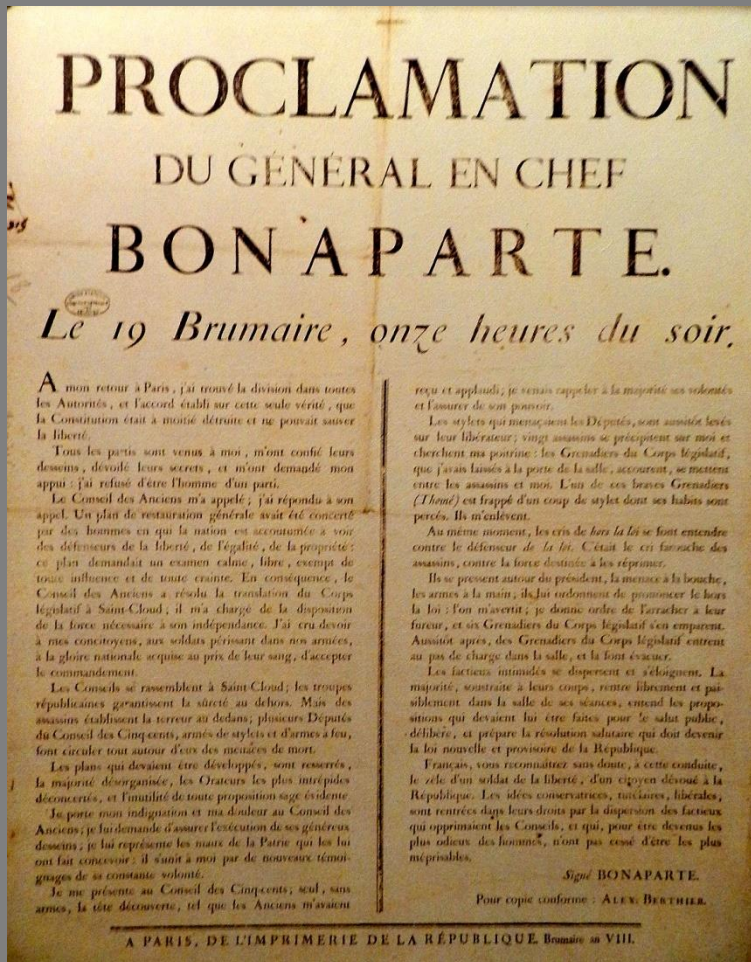 PROCLAMATION
DU GÉNÉRAL EN CHEF
BONAPARTE.
Le 19 Brumaire, onze heures du soir.
A mon retour à Paris, j'ai trouvé la division dans toutes
les Autorités, et l'accord établi sur cette seule vérité, que
la Constitution était à moitié détruite et ne pouvait sauver
la liberté.
Tous les partis sont venus à moi, m'ont confié leurs
desseins, dévoilé leurs secrets, et m'ont demandé mon
appui : j'ai refusé d'être l'homme d'un parti.
Le Conseil des Anciens m'a appelé ; j'ai répondu à son
appel. Un plan de restauration générale avait été concerté
par des hommes en qui la nation est accoutumée à voir
des défenseurs de la liberté, de l'égalité, de la propriété :
ce plan demandait un examen calme, libre, exempt de
toute influence et de toute crainte. En conséquence, le
Conseil des Anciens a résolu la translation du Corps
législatif à Saint-Cloud ; il m'a chargé de la disposition
de la force nécessaire à son indépendance. J'ai cru devoir
à mes concitoyens, aux soldats périssant dans nos armées,
à la gloire nationale acquise au prix de leur sang, d'accepter
le commandement.
Les Conseils se rassemblent à Saint-Cloud ; les troupes
républicaines garantissent la sûreté au dehors. Mais des
assassins établissent la terreur au dedans ; plusieurs Députés
du Conseil des Cinq-cents, armés de stylets et d'armes à feu,
font circuler tout autour d'eux des menaces de mort.
Les plans qui devaient être développés, sont resserrés,
la majorité désorganisée, les Orateurs les plus intrépides
déconcertés, et l'inutilité de toute proposition sage évidente
Je porte mon indignation et ma douleur au Conseil des
Anciens ; je lui demande d'assurer l'exécution de ses généreux
desseins ; je lui représente les maux de la Patrie qui les lui
ont fait concevoir : il s'unit à moi par de nouveaux témoi-
gnages de sa constante volonté.
Je me présente au Conseil des Cinq-cents ; seul, sans
armes, la tête découverte, tel que les Anciens m'avaient
reçu et applaudi ; je venais rappeler à la majorité ses volontés
et l'assurer de son pouvoir.
Les stylets qui menaçaient les Députés, sont aussitôt levés
sur leur libérateur ; vingt assassins se précipitent sur moi et
cherchent ma poitrine : les Grenadiers du Corps législatif,
que j'avais laissés à la porte de la salle, accourent, se mettent
entre les assassins et moi. L'un de ces braves Grenadiers
(Thomé) est frappé d'un coup de stylet dont ses habits sont
percés. Ils m'enlèvent.
Au même moment, les cris de hors la loi se font entendre
contre le défenseur de la loi. C'était le cri farouche des
assassins, contre la force destinée à les réprimer.
Ils se pressent autour du président, la menace à la bouche,
les armes à la main ; ils lui ordonnent de prononcer le hors
la loi : l'on m'avertit ; je donne ordre de l'arracher à leur
fureur, et six Grenadiers du Corps législatif s'en emparent.
Aussitôt après, des Grenadiers du Corps législatif entrent
au pas de charge dans la salle, et la font évacuer.
Les factieux intimidés se dispersent et s'éloignent. La
majorité, soustraite à leurs coups, rentre librement et pai-
siblement dans la salle de ses séances, entend les propo-
sitions qui devaient lui être faites pour le salut public,
délibère, et prépare la résolution salutaire qui doit devenir
la loi nouvelle et provisoire de la République.
Français, vous reconnaîtrez sans doute, à cette conduite,
le zèle d'un soldat de la liberté, d'un citoyen dévoué à la
République. Les idées conservatrices, tutélaires, libérales,
sont rentrées dans leurs droits par la dispersion des factieux
qui opprimaient les Conseils, et qui, pour être devenus les
plus odieux des hommes, n'ont pas cessé d'être les plus
méprisables.
Signé BONAPARTE.
Pour copie conforme : ALEX. BERTHIER.
A PARIS, DE L'IMPRIMERIE DE LA RÉPUBLIQUE. Brumaire an VIII.